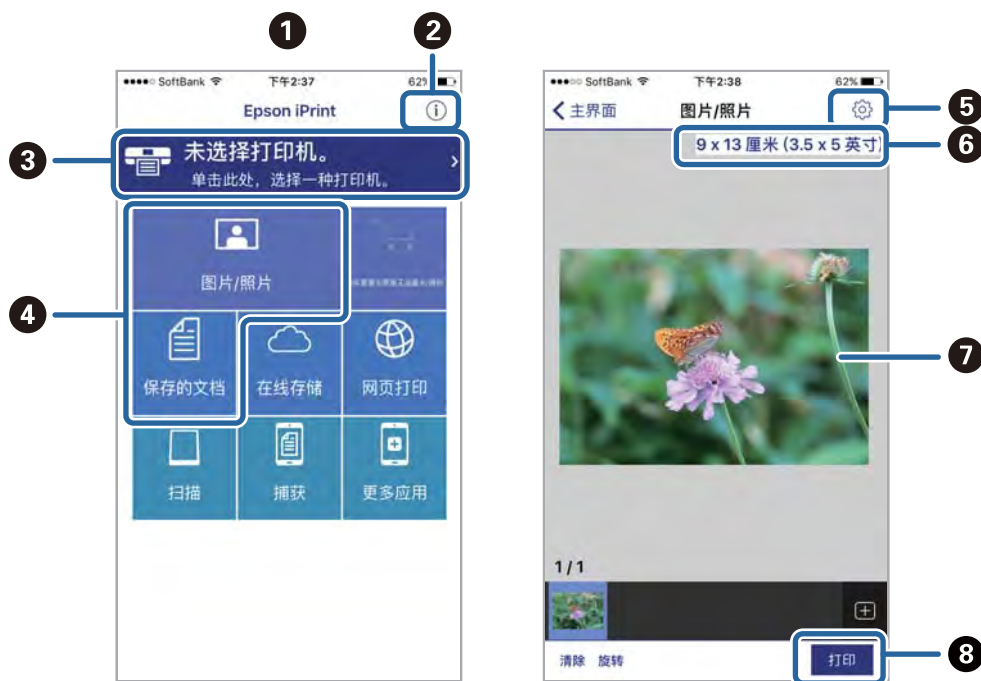 1
2
SoftBank 下午2:37 62%
Epson iPrint
3
未选择打印机。
单击此处，选择一种打印机。
4
图片/照片
保存的文档 在线存储 网页打印
扫描 捕获 更多应用
SoftBank 下午2:38 62%
主界面 图片/照片
5
9 x 13 厘米 (3.5 x 5 英寸)
6
7
1/1
清除 旋转 打印
8